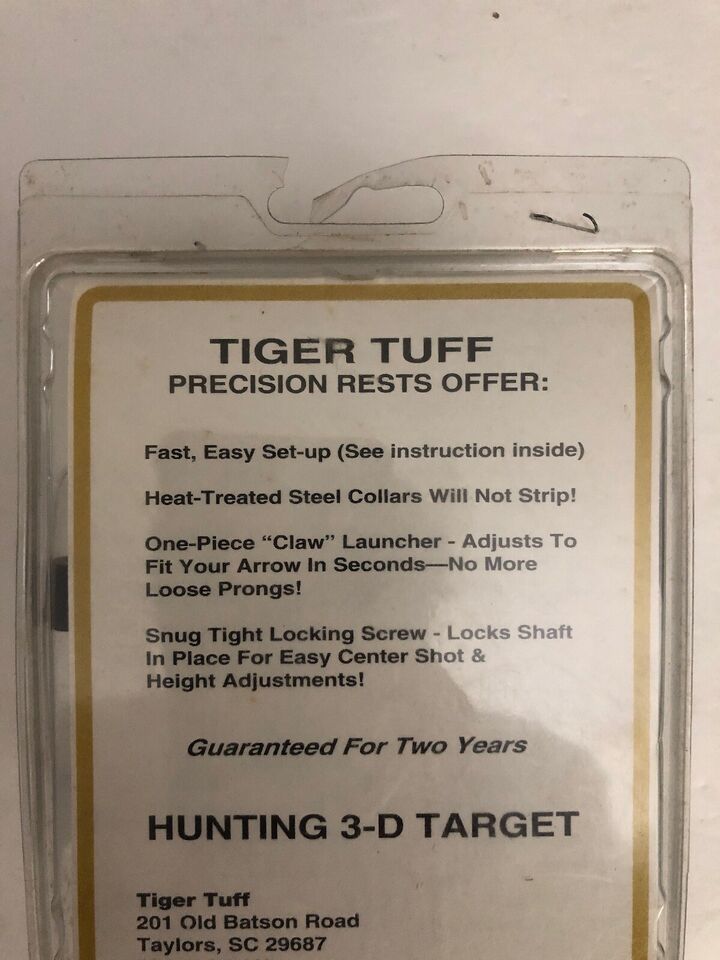 TIGER TUFF
PRECISION RESTS OFFER:
Fast, Easy Set-up (See instruction inside)
Heat-Treated Steel Collars Will Not Strip!
One-Piece “Claw” Launcher - Adjusts To
Fit Your Arrow In Seconds—No More
Loose Prongs!
Snug Tight Locking Screw - Locks Shaft
In Place For Easy Center Shot &
Height Adjustments!
Guaranteed For Two Years
HUNTING 3-D TARGET
Tiger Tuff
201 Old Batson Road
Taylors, SC 29687